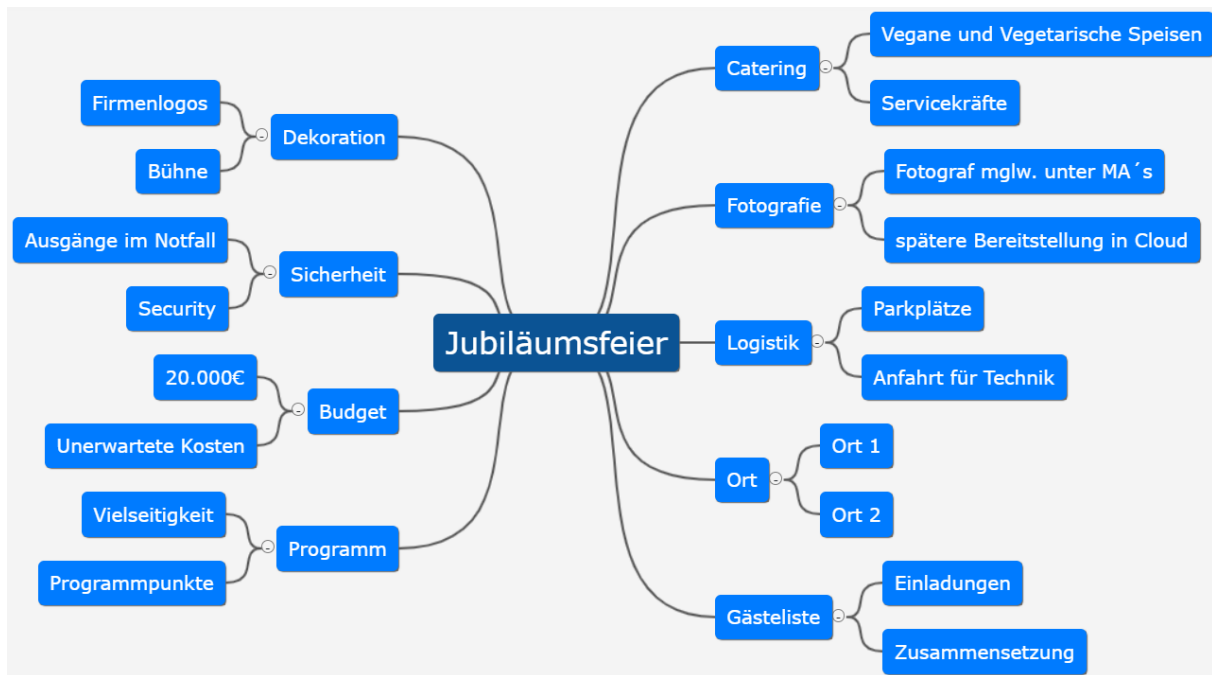 Jubiläumsfeier
Catering
Vegane und Vegetarische Speisen
Servicekräfte
Fotografie
Fotograf mglw. unter MA´s
spätere Bereitstellung in Cloud
Logistik
Parkplätze
Anfahrt für Technik
Ort
Ort 1
Ort 2
Gästeliste
Einladungen
Zusammensetzung
Dekoration
Firmenlogos
Bühne
Sicherheit
Ausgänge im Notfall
Security
Budget
20.000€
Unerwartete Kosten
Programm
Vielseitigkeit
Programmpunkte